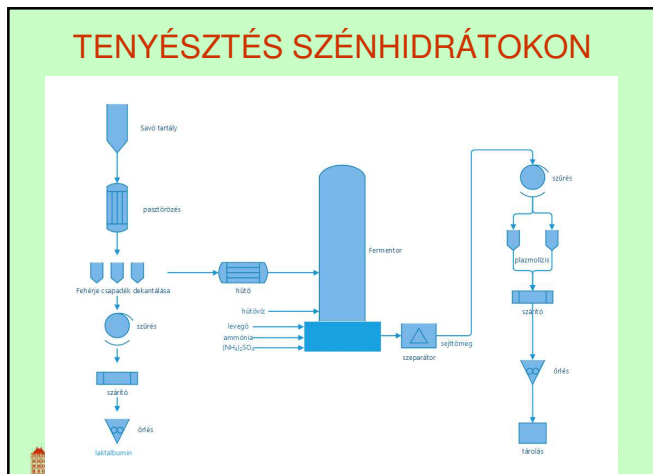 TENYÉSZTÉS SZÉNHIDRÁTOKON
Savó tartály
pasztörözés
Fehérje csapadék dekantálása
szűrés
szárító
őrlés
laktalbumin
hűtő
Fermentor
hűtővíz
levegő
ammónia
(NH₄)₂SO₄
szeparátor
sejttömeg
szűrés
plazmolízis
szárító
őrlés
tárolás